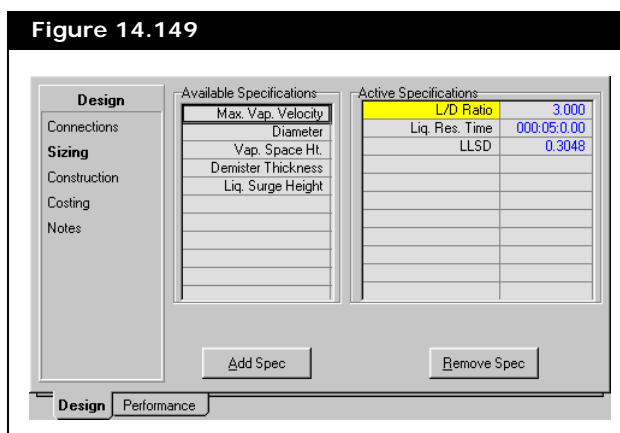 Figure 14.149
Design
Connections
Sizing
Construction
Costing
Notes
Available Specifications
Max. Vap. Velocity
Diameter
Vap. Space Ht.
Demister Thickness
Liq. Surge Height
Active Specifications
L/D Ratio 3.000
Liq. Res. Time 000:05:0.00
LLSD 0.3048
Add Spec
Remove Spec
Design Performance